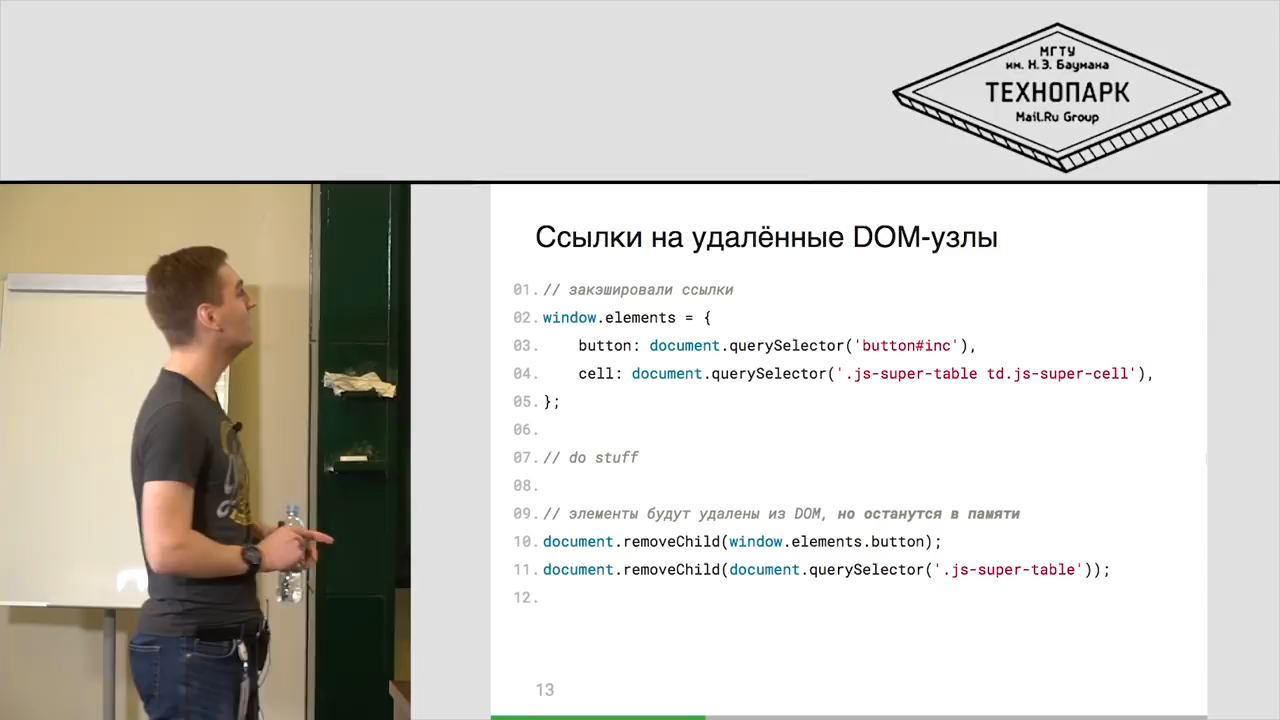 МГТУ
им. Н.Э. Баумана
ТЕХНОПАРК
Mail.Ru Group
Ссылки на удалённые DOM-узлы
01. // закэшировали ссылки
02. window.elements = {
03.     button: document.querySelector('button#inc'),
04.     cell: document.querySelector('.js-super-table td.js-super-cell'),
05. };
06.
07. // do stuff
08.
09. // элементы будут удалены из DOM, но останутся в памяти
10. document.removeChild(window.elements.button);
11. document.removeChild(document.querySelector('.js-super-table'));
12.
13